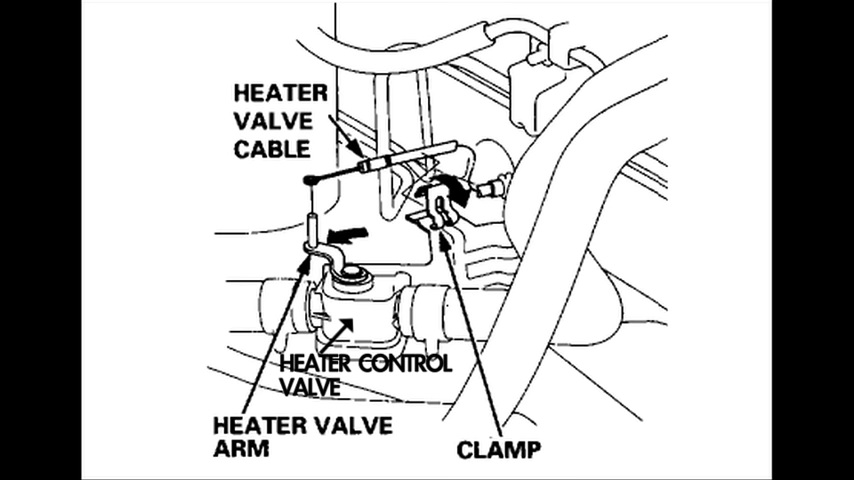 HEATER
VALVE
CABLE
HEATER CONTROL
VALVE
HEATER VALVE
ARM
CLAMP